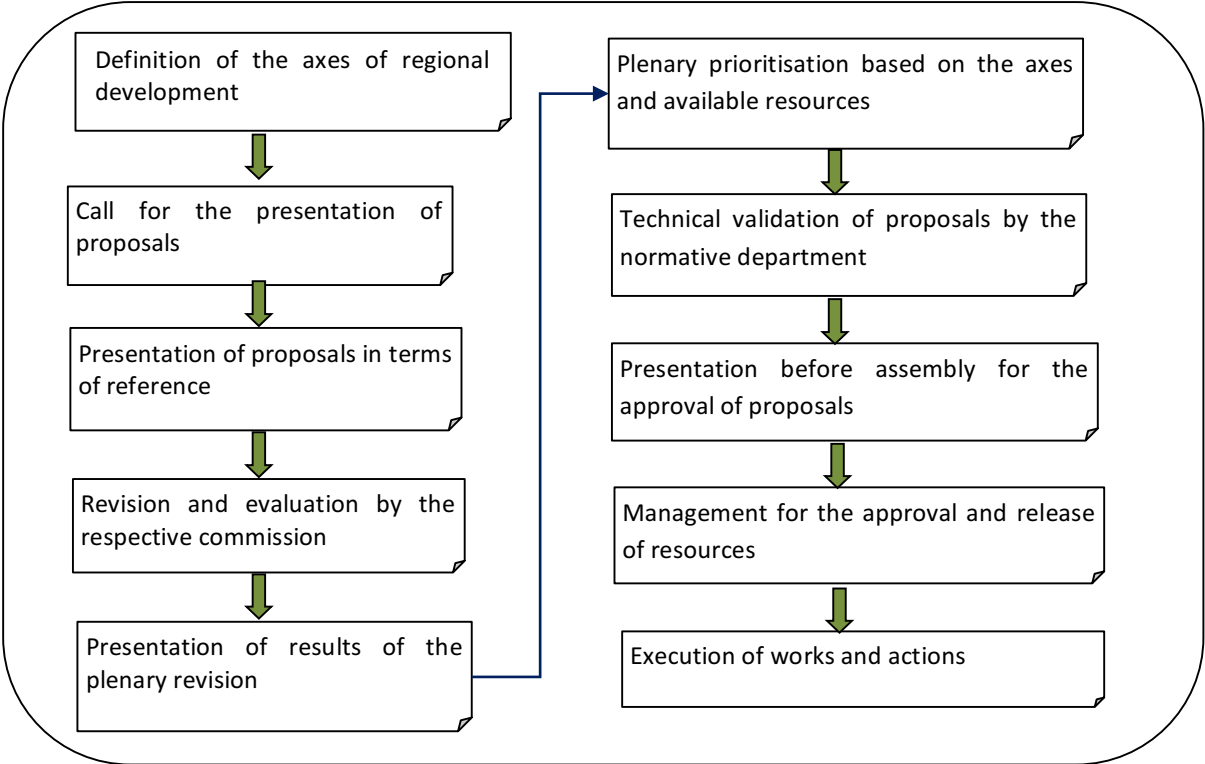 Definition of the axes of regional
development
Call for the presentation of
proposals
Presentation of proposals in terms
of reference
Revision and evaluation by the
respective commission
Presentation of results of the
plenary revision
Plenary prioritisation based on the axes
and available resources
Technical validation of proposals by the
normative department
Presentation before assembly for the
approval of proposals
Management for the approval and release
of resources
Execution of works and actions